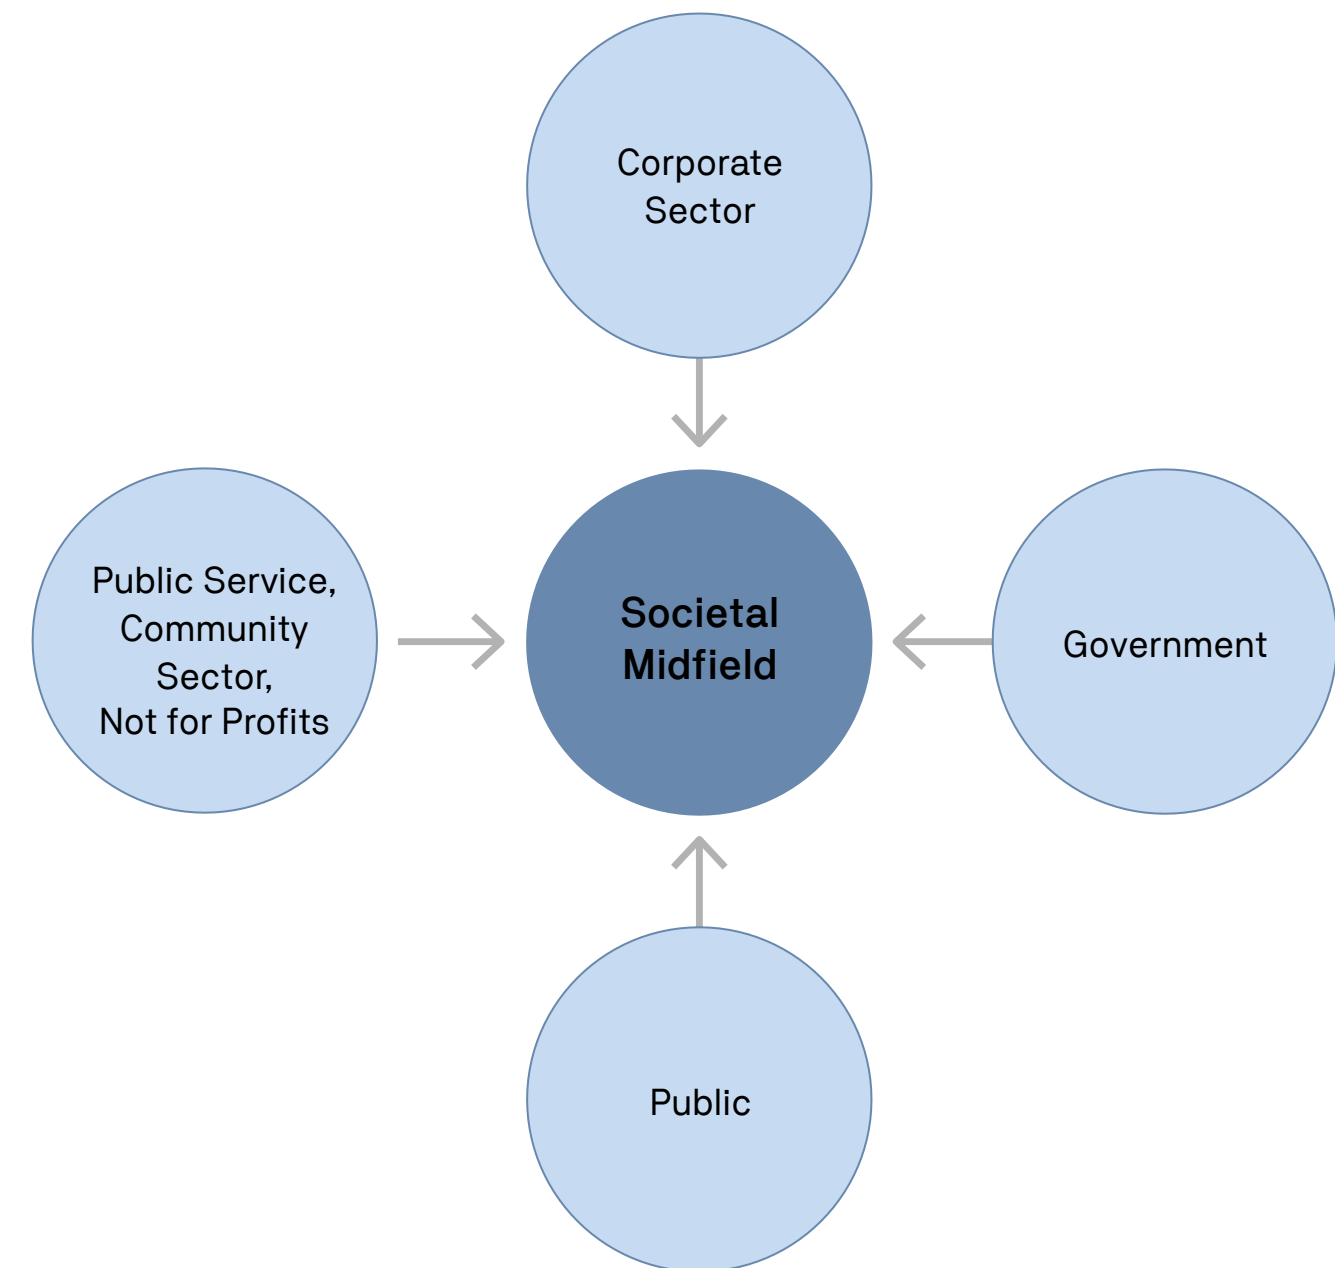 Corporate
Sector
Public Service,
Community
Sector,
Not for Profits
Societal
Midfield
Government
Public